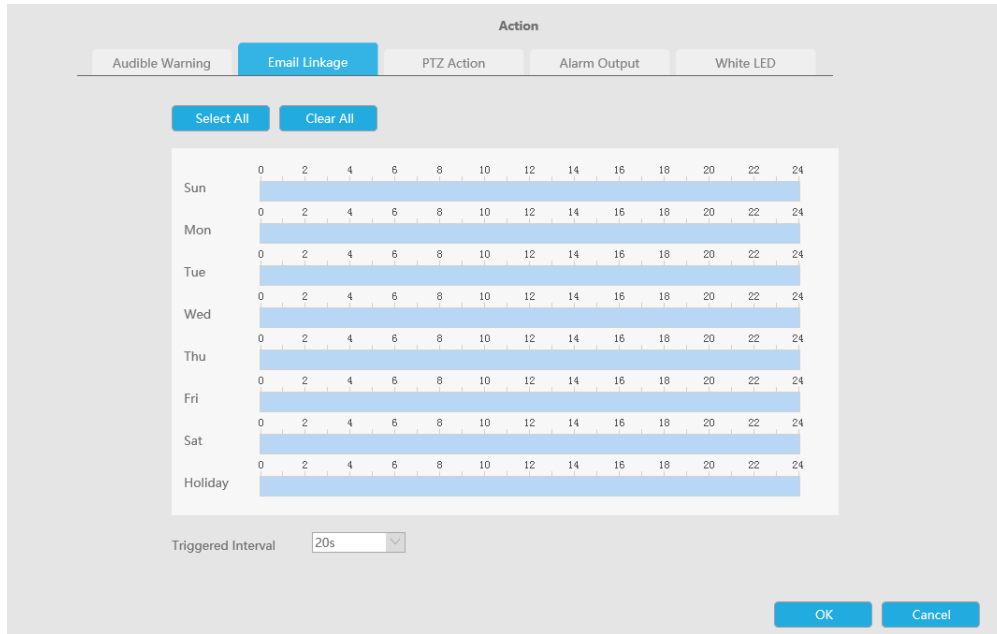 Action
Audible Warning Email Linkage PTZ Action Alarm Output White LED
Select All Clear All
0 2 4 6 8 10 12 14 16 18 20 22 24
Sun
0 2 4 6 8 10 12 14 16 18 20 22 24
Mon
0 2 4 6 8 10 12 14 16 18 20 22 24
Tue
0 2 4 6 8 10 12 14 16 18 20 22 24
Wed
0 2 4 6 8 10 12 14 16 18 20 22 24
Thu
0 2 4 6 8 10 12 14 16 18 20 22 24
Fri
0 2 4 6 8 10 12 14 16 18 20 22 24
Sat
0 2 4 6 8 10 12 14 16 18 20 22 24
Holiday
Triggered Interval 20s
OK Cancel